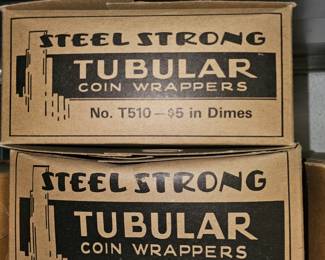 STEEL STRONG
TUBULAR
COIN WRAPPERS
No. T510—$5 in Dimes
STEEL STRONG
TUBULAR
COIN WRAPPERS